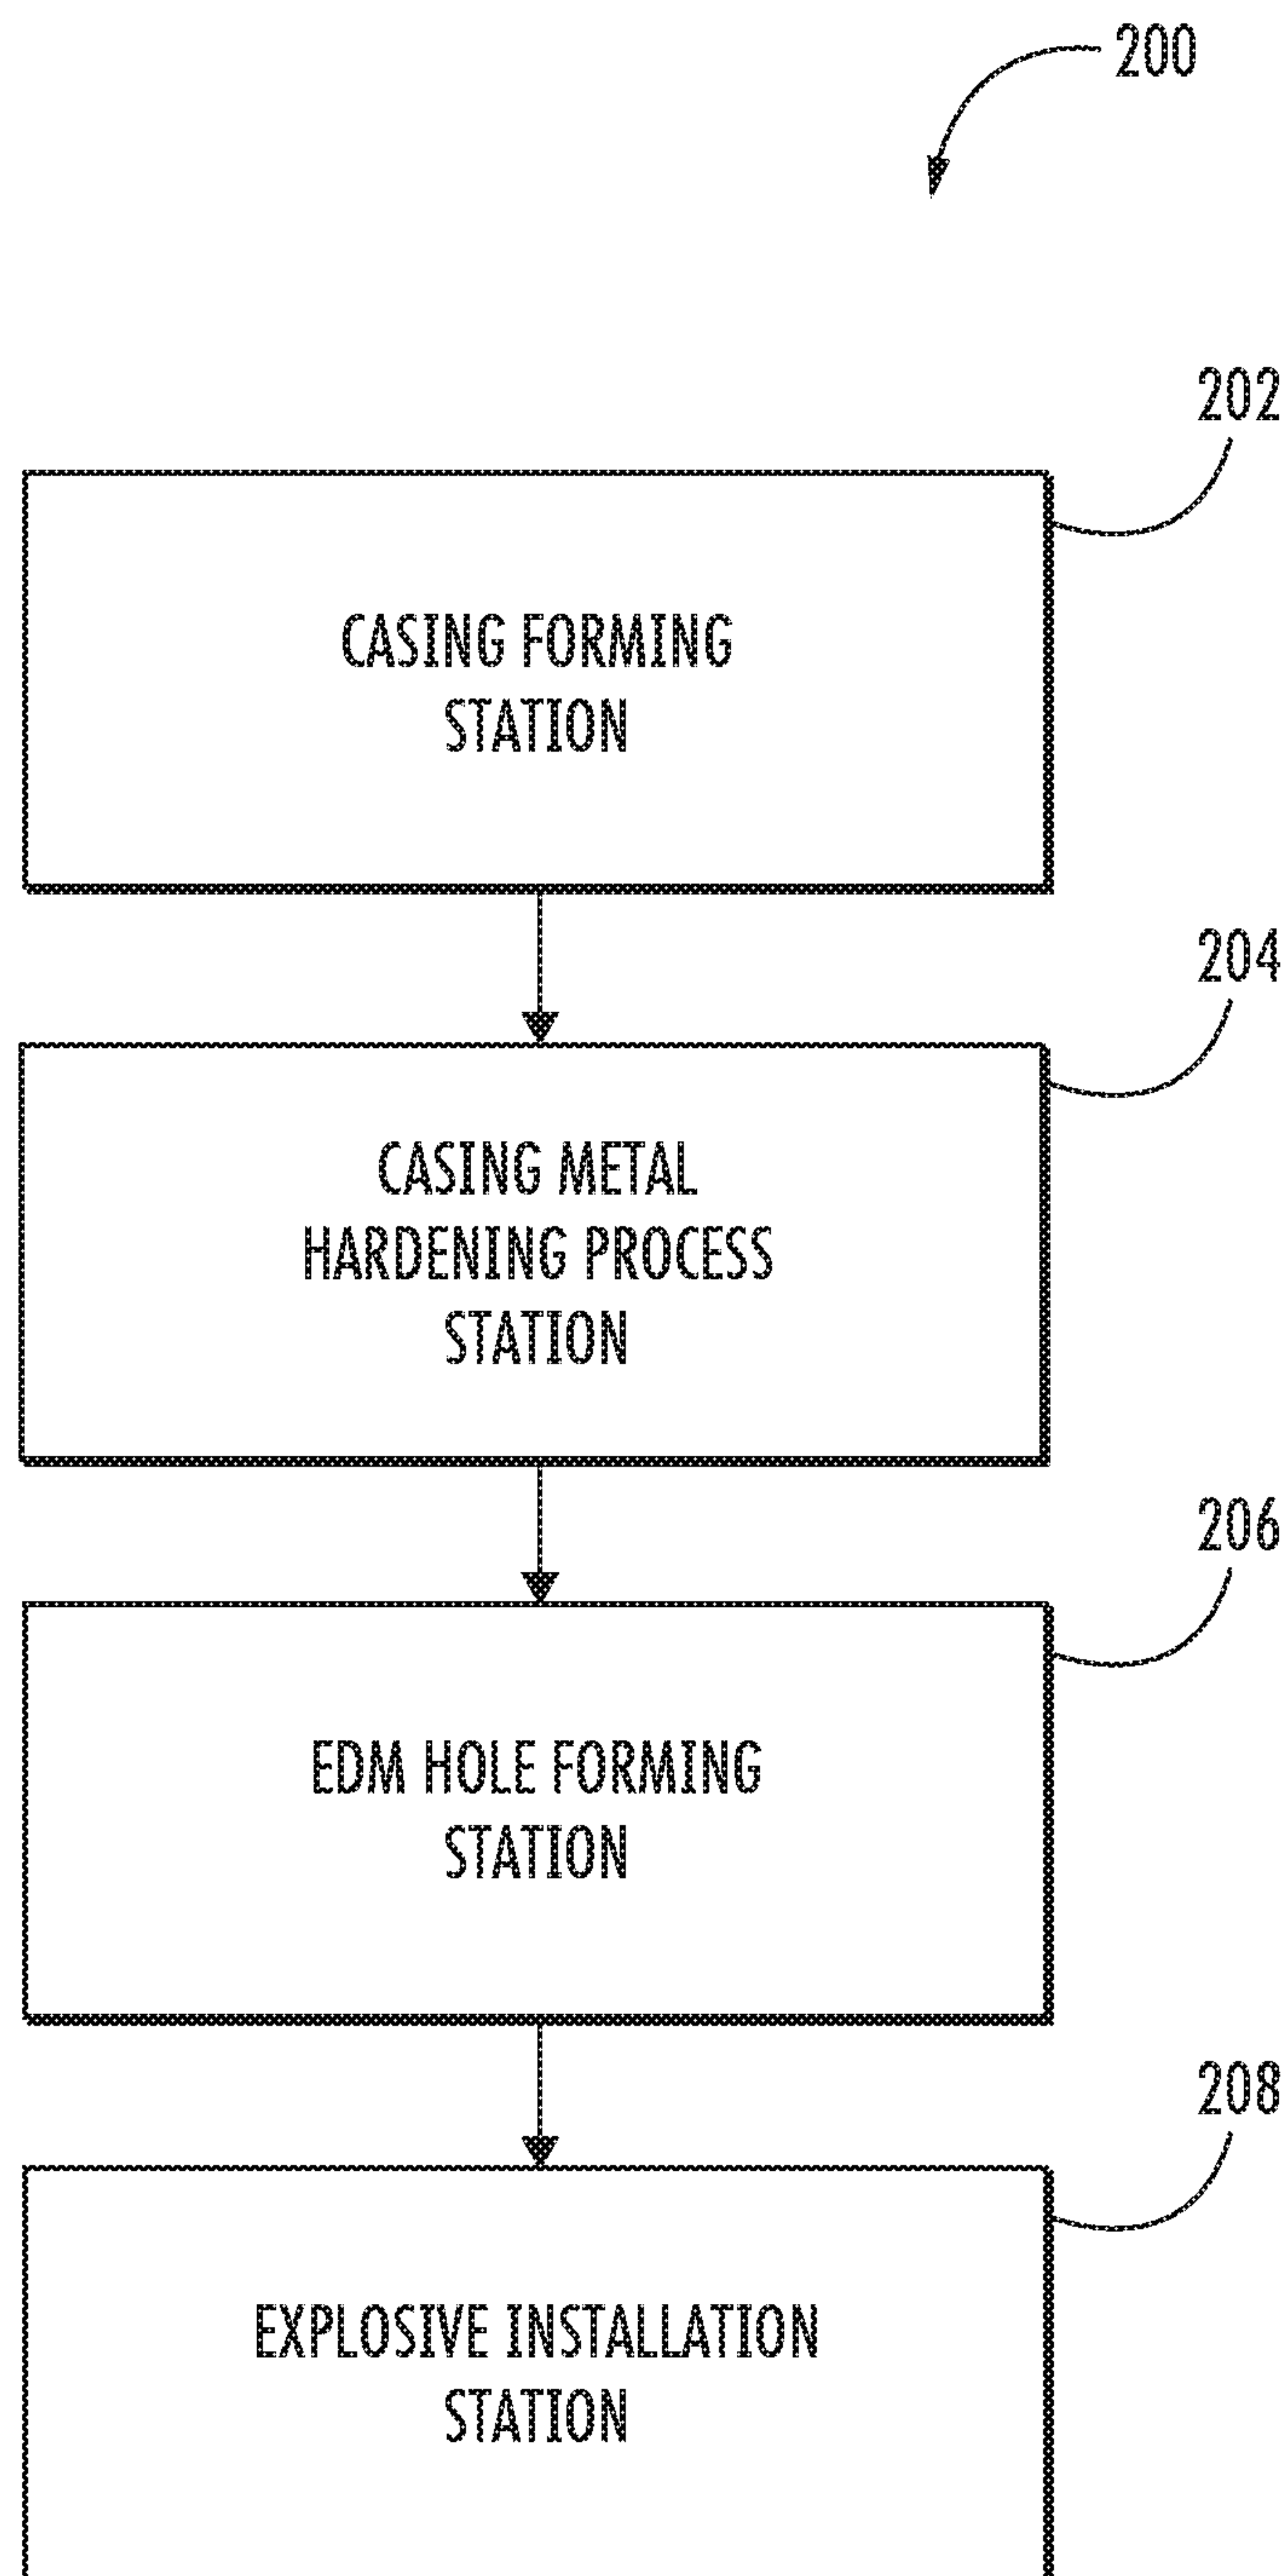 200
202
CASING FORMING
STATION
204
CASING METAL
HARDENING PROCESS
STATION
206
EDM HOLE FORMING
STATION
208
EXPLOSIVE INSTALLATION
STATION